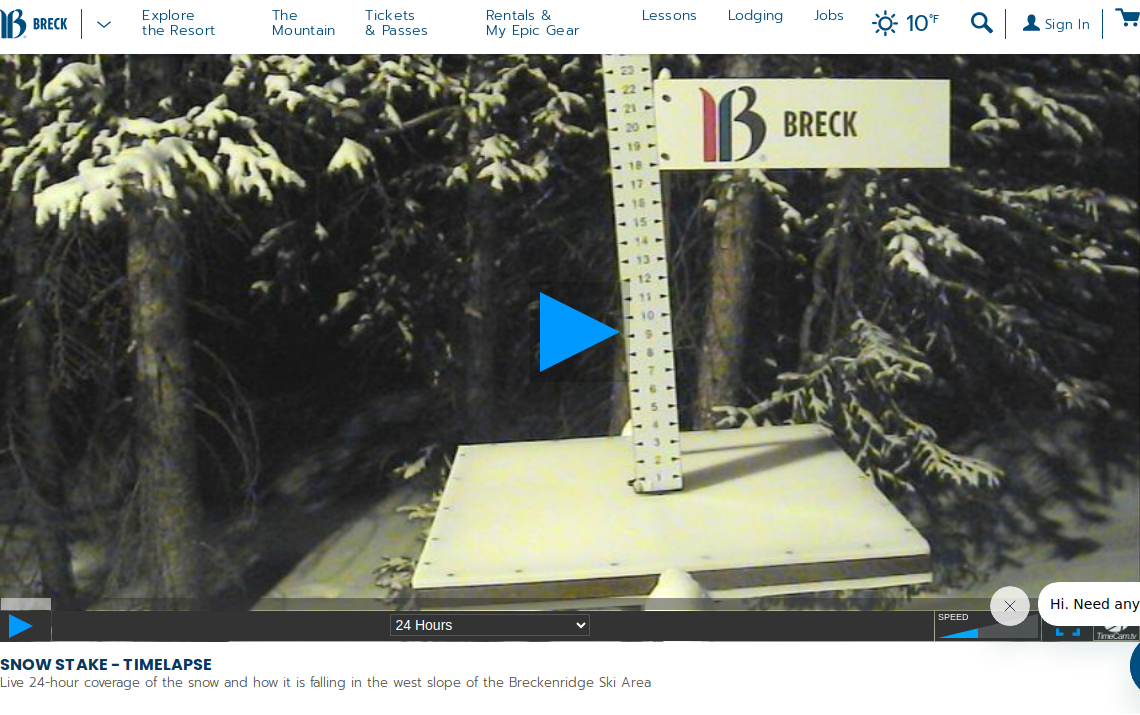 BRECK
Explore
the Resort
The
Mountain
Tickets
& Passes
Rentals &
My Epic Gear
Lessons
Lodging
Jobs
10°F
Sign In
23
22
21
20
19
18
17
16
15
14
13
12
11
10
9
8
7
6
5
4
3
2
1
B BRECK
24 Hours
SPEED
Hi. Need any
TimeCam.tv
SNOW STAKE - TIMELAPSE
Live 24-hour coverage of the snow and how it is falling in the west slope of the Breckenridge Ski Area